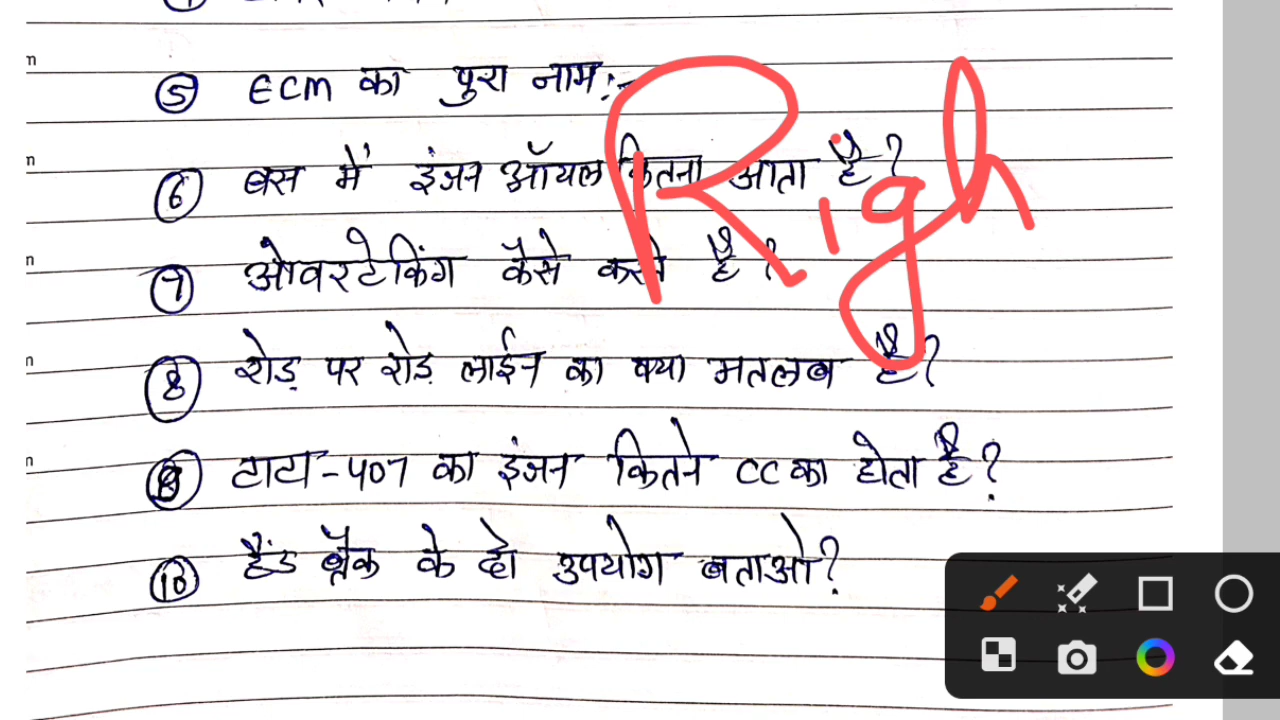 ⑤ ECM का पुरा नाम:-
⑥ बस में इंजन ऑयल कितना आता है?
⑦ ओवरटेकिंग कैसे करते है?
⑧ रोड़ पर रोड़ लाईन का क्या मतलब है?
⑨ टाटा-407 का इंजन कितने CC का होता है?
⑩ हैंड ब्रैक के दो उपयोग बताओ?
Righ